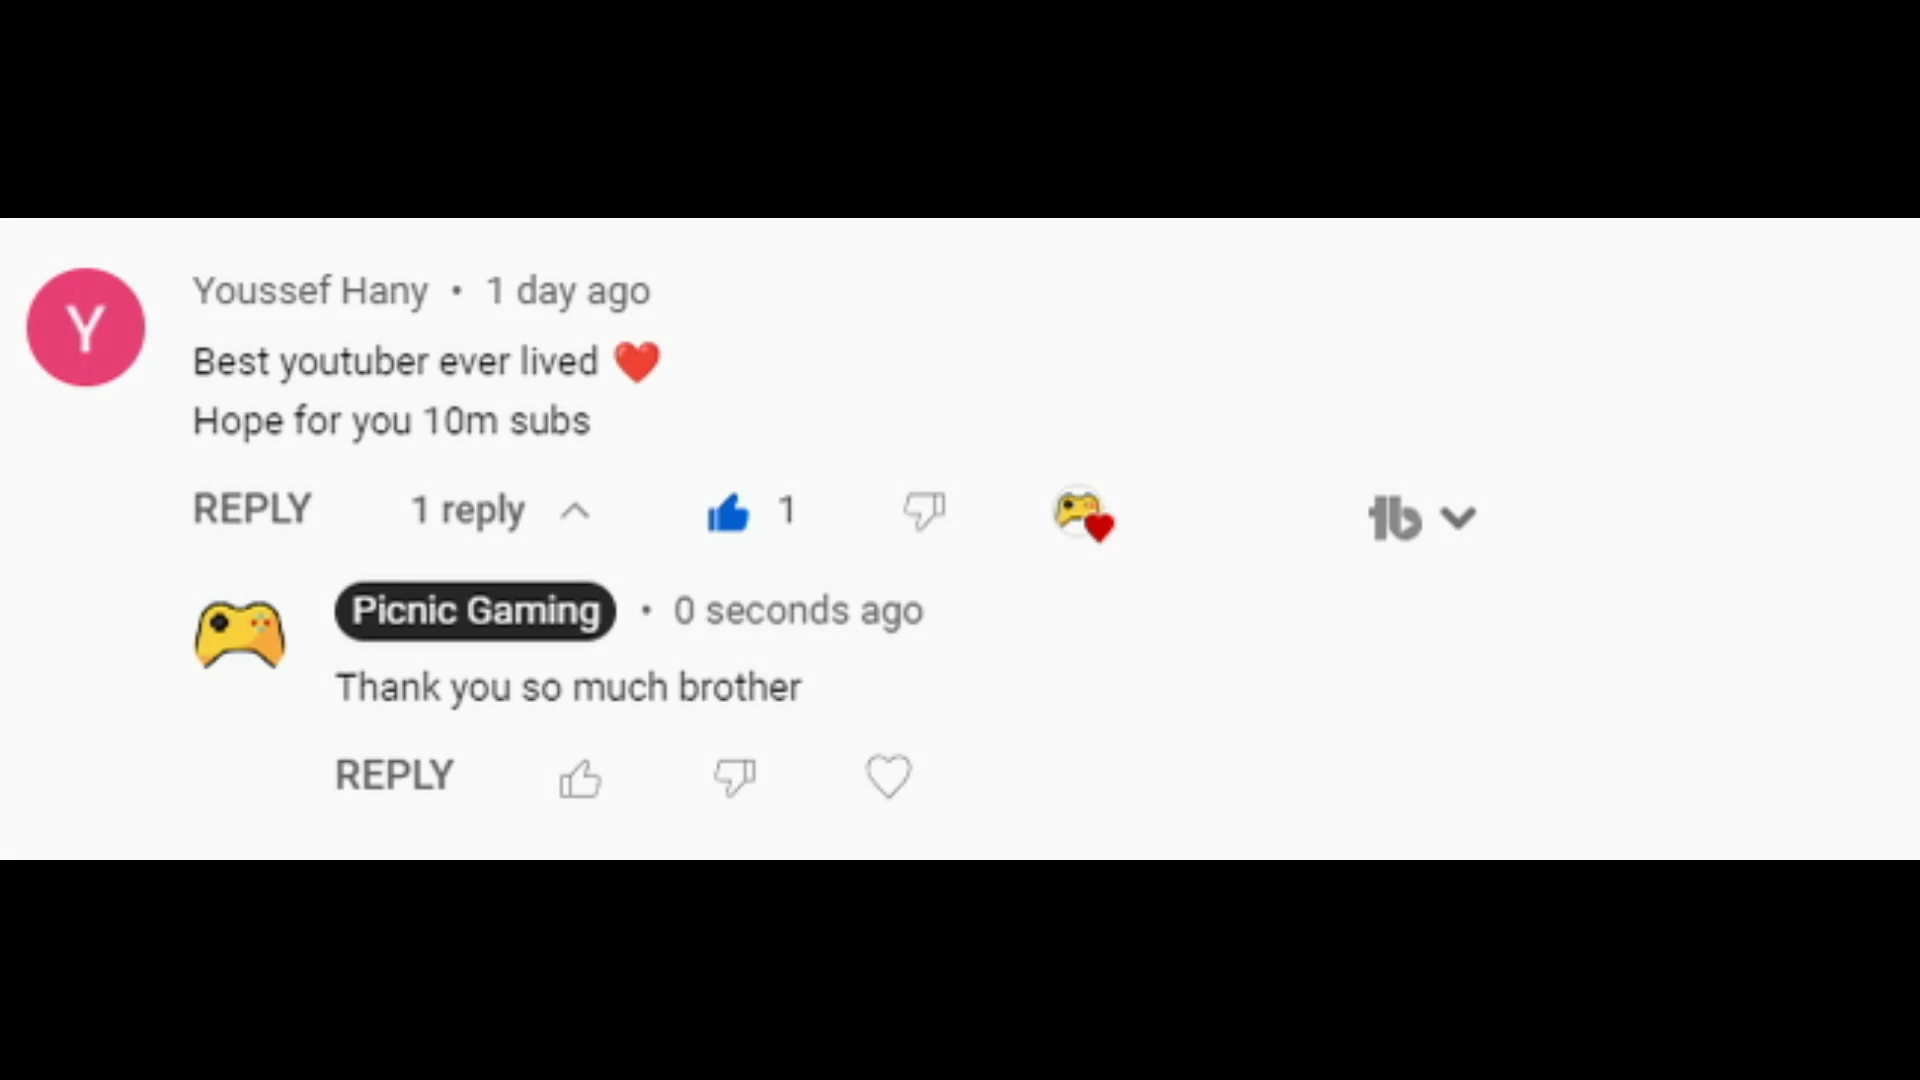 Y
Youssef Hany • 1 day ago
Best youtuber ever lived ❤️
Hope for you 10m subs
REPLY 1 reply 1 tb
Picnic Gaming • 0 seconds ago
Thank you so much brother
REPLY